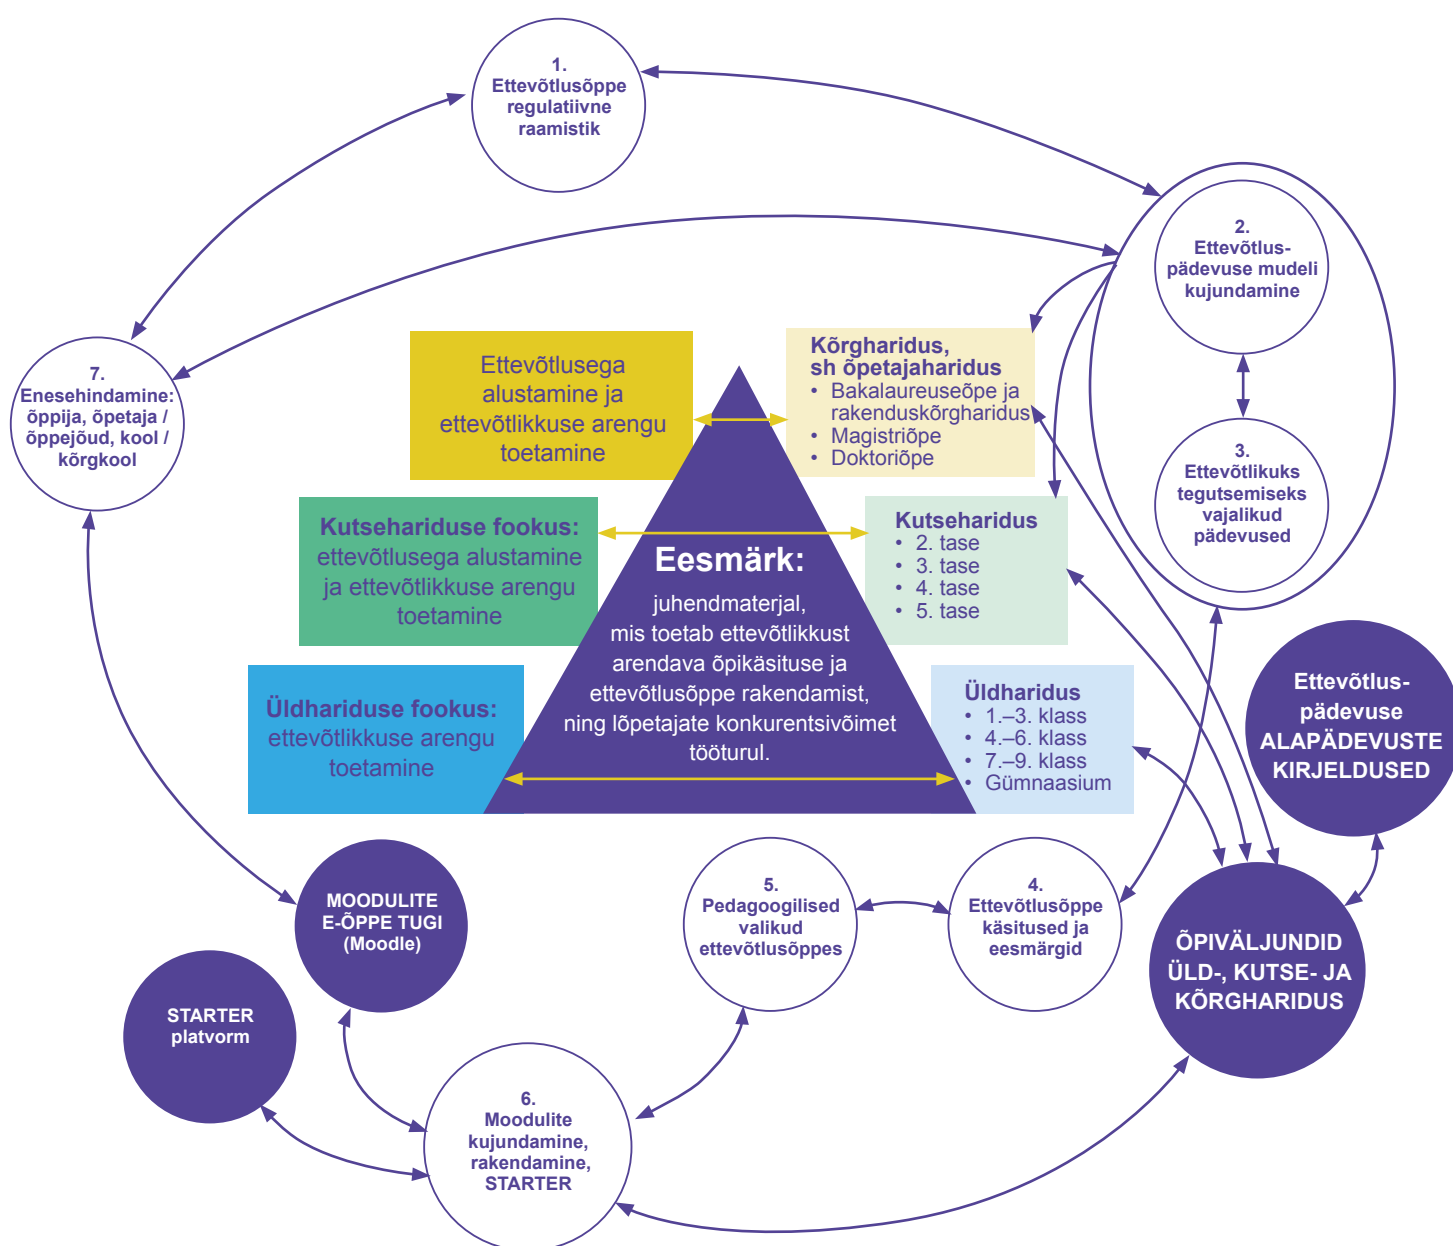 1.
Ettevõtlusõppe
regulatiivne
raamistik
2.
Ettevõtlus-
pädevuse mudeli
kujundamine
3.
Ettevõtlikuks
tegutsemiseks
vajalikud
pädevused
7.
Enesehindamine:
õppija, õpetaja /
õppejõud, kool /
kõrgkool
Ettevõtlusega
alustamine ja
ettevõtlikkuse arengu
toetamine
Kõrgharidus,
sh õpetajaharidus
• Bakalaureuseõpe ja
rakenduskõrgharidus
• Magistriõpe
• Doktoriõpe
Kutsehariduse fookus:
ettevõtlusega alustamine
ja ettevõtlikkuse arengu
toetamine
Kutseharidus
• 2. tase
• 3. tase
• 4. tase
• 5. tase
Eesmärk:
juhendmaterjal,
mis toetab ettevõtlikkust
arendava õpikäsituse ja
ettevõtlusõppe rakendamist,
ning lõpetajate konkurentsivõimet
tööturul.
Üldhariduse fookus:
ettevõtlikkuse arengu
toetamine
Üldharidus
• 1.–3. klass
• 4.–6. klass
• 7.–9. klass
• Gümnaasium
Ettevõtlus-
pädevuse
ALAPÄDEVUSTE
KIRJELDUSED
MOODULITE
E-ÕPPE TUGI
(Moodle)
5.
Pedagoogilised
valikud
ettevõtlusõppes
4.
Ettevõtlusõppe
käsitused ja
eesmärgid
ÕPIVÄLJUNDID
ÜLD-, KUTSE- JA
KÕRGHARIDUS
STARTER
platvorm
6.
Moodulite
kujundamine,
rakendamine,
STARTER